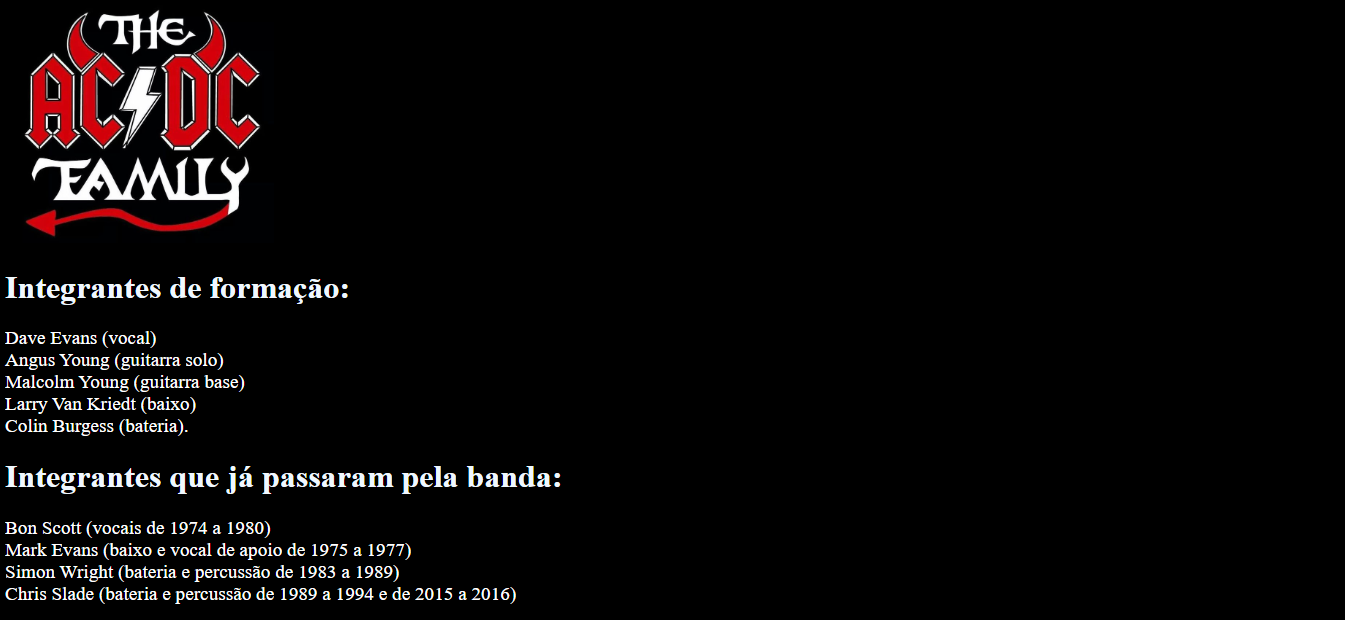 THE
AC/DC
FAMILY
Integrantes de formação:
Dave Evans (vocal)
Angus Young (guitarra solo)
Malcolm Young (guitarra base)
Larry Van Kriedt (baixo)
Colin Burgess (bateria).
Integrantes que já passaram pela banda:
Bon Scott (vocais de 1974 a 1980)
Mark Evans (baixo e vocal de apoio de 1975 a 1977)
Simon Wright (bateria e percussão de 1983 a 1989)
Chris Slade (bateria e percussão de 1989 a 1994 e de 2015 a 2016)